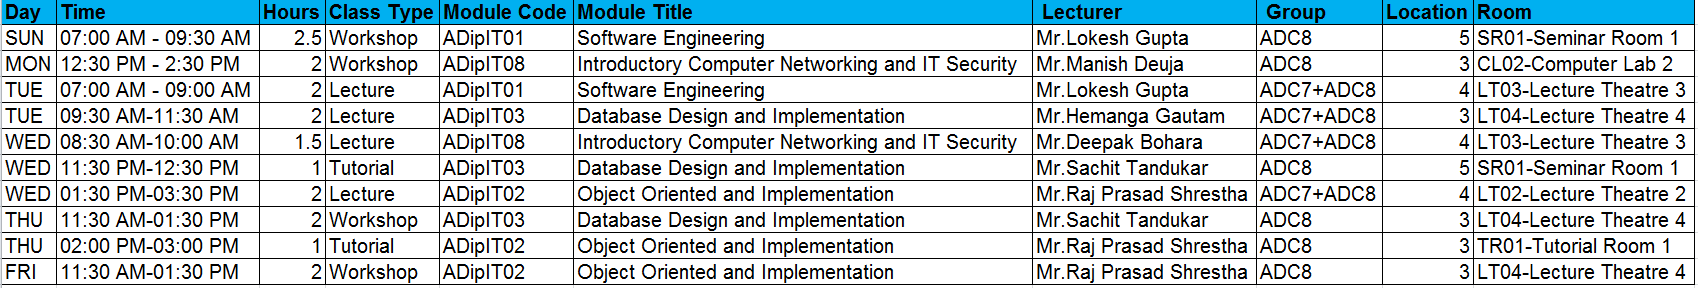 Day Time Hours Class Type Module Code Module Title Lecturer Group Location Room
SUN 07:00 AM - 09:30 AM 2.5 Workshop ADipIT01 Software Engineering Mr.Lokesh Gupta ADC8 5 SR01-Seminar Room 1
MON 12:30 PM - 2:30 PM 2 Workshop ADipIT08 Introductory Computer Networking and IT Security Mr.Manish Deuja ADC8 3 CL02-Computer Lab 2
TUE 07:00 AM - 09:00 AM 2 Lecture ADipIT01 Software Engineering Mr.Lokesh Gupta ADC7+ADC8 4 LT03-Lecture Theatre 3
TUE 09:30 AM-11:30 AM 2 Lecture ADipIT03 Database Design and Implementation Mr.Hemanga Gautam ADC7+ADC8 3 LT04-Lecture Theatre 4
WED 08:30 AM-10:00 AM 1.5 Lecture ADipIT08 Introductory Computer Networking and IT Security Mr.Deepak Bohara ADC7+ADC8 4 LT03-Lecture Theatre 3
WED 11:30 PM-12:30 PM 1 Tutorial ADipIT03 Database Design and Implementation Mr.Sachit Tandukar ADC8 5 SR01-Seminar Room 1
WED 01:30 PM-03:30 PM 2 Lecture ADipIT02 Object Oriented and Implementation Mr.Raj Prasad Shrestha ADC7+ADC8 4 LT02-Lecture Theatre 2
THU 11:30 AM-01:30 PM 2 Workshop ADipIT03 Database Design and Implementation Mr.Sachit Tandukar ADC8 3 LT04-Lecture Theatre 4
THU 02:00 PM-03:00 PM 1 Tutorial ADipIT02 Object Oriented and Implementation Mr.Raj Prasad Shrestha ADC8 3 TR01-Tutorial Room 1
FRI 11:30 AM-01:30 PM 2 Workshop ADipIT02 Object Oriented and Implementation Mr.Raj Prasad Shrestha ADC8 3 LT04-Lecture Theatre 4